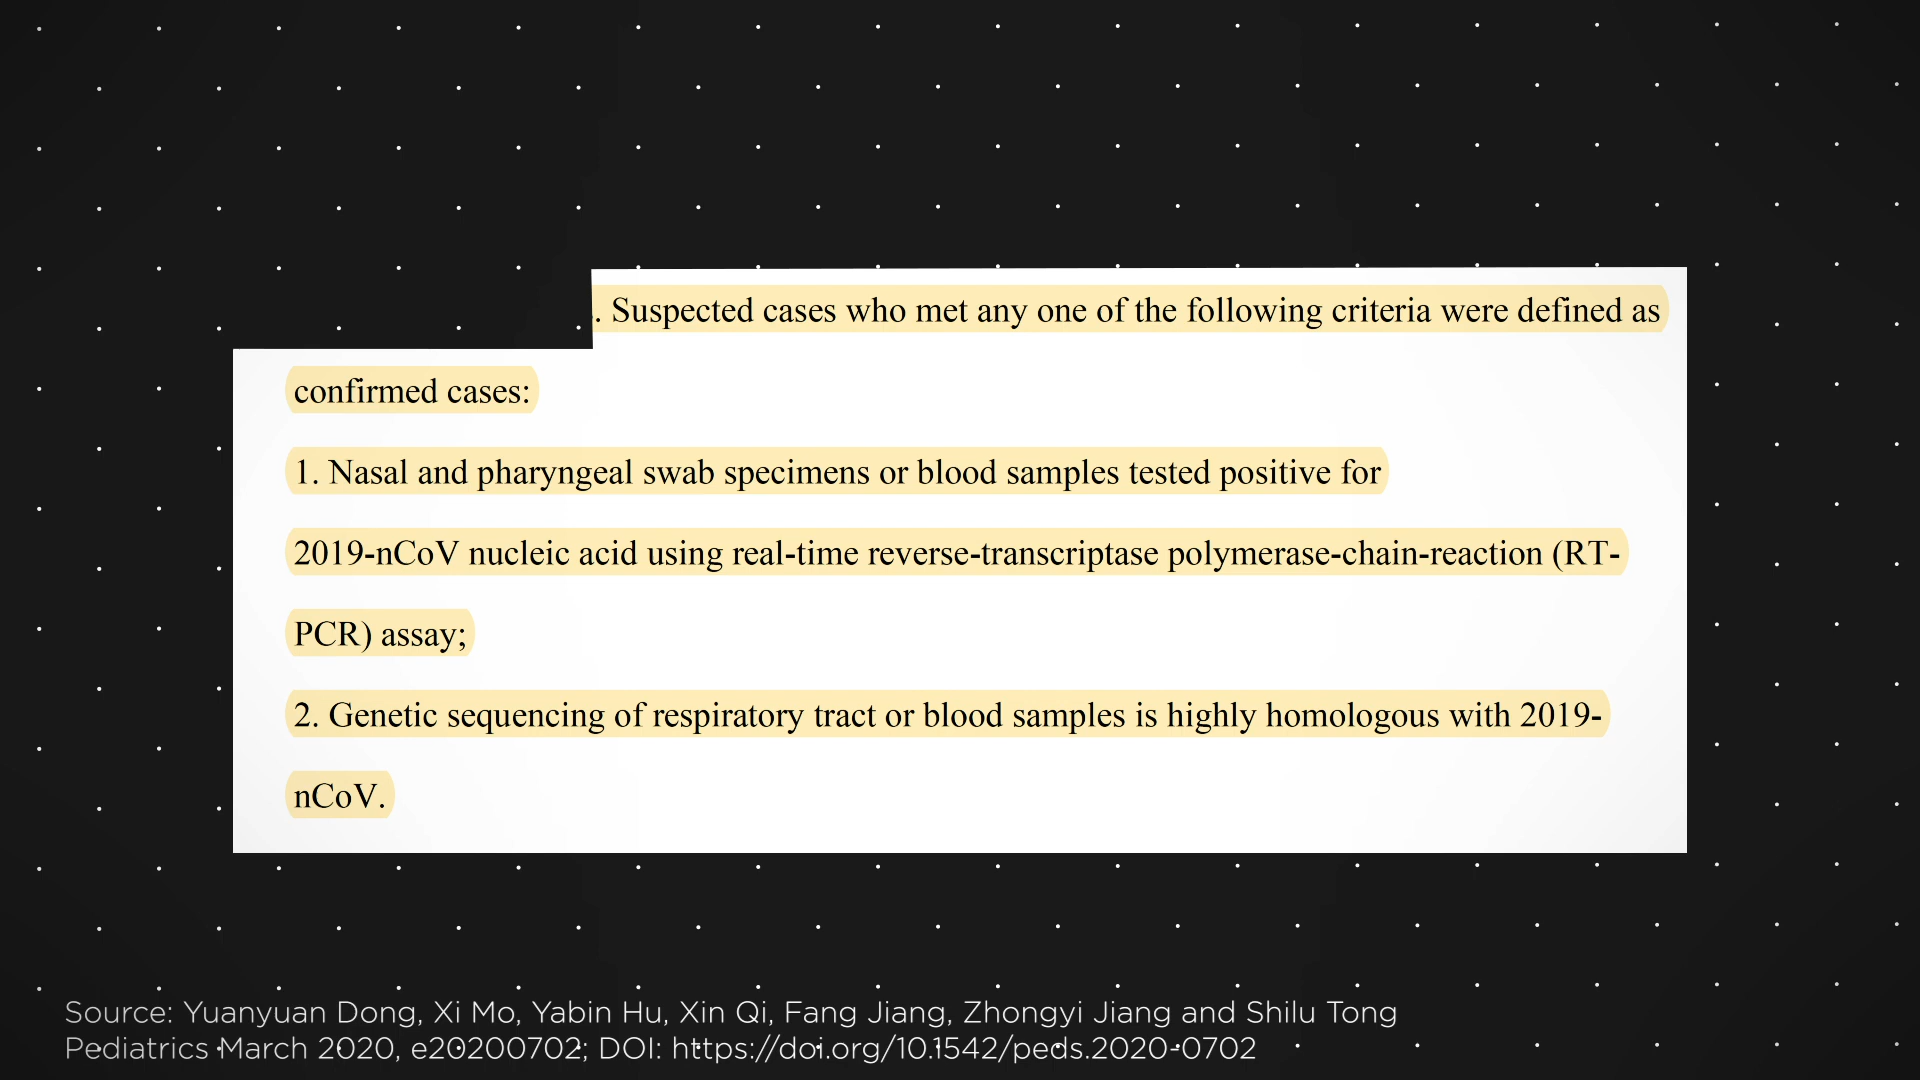 . Suspected cases who met any one of the following criteria were defined as
confirmed cases:
1. Nasal and pharyngeal swab specimens or blood samples tested positive for
2019-nCoV nucleic acid using real-time reverse-transcriptase polymerase-chain-reaction (RT-
PCR) assay;
2. Genetic sequencing of respiratory tract or blood samples is highly homologous with 2019-
nCoV.
Source: Yuanyuan Dong, Xi Mo, Yabin Hu, Xin Qi, Fang Jiang, Zhongyi Jiang and Shilu Tong
Pediatrics March 2020, e20200702; DOI: https://doi.org/10.1542/peds.2020-0702